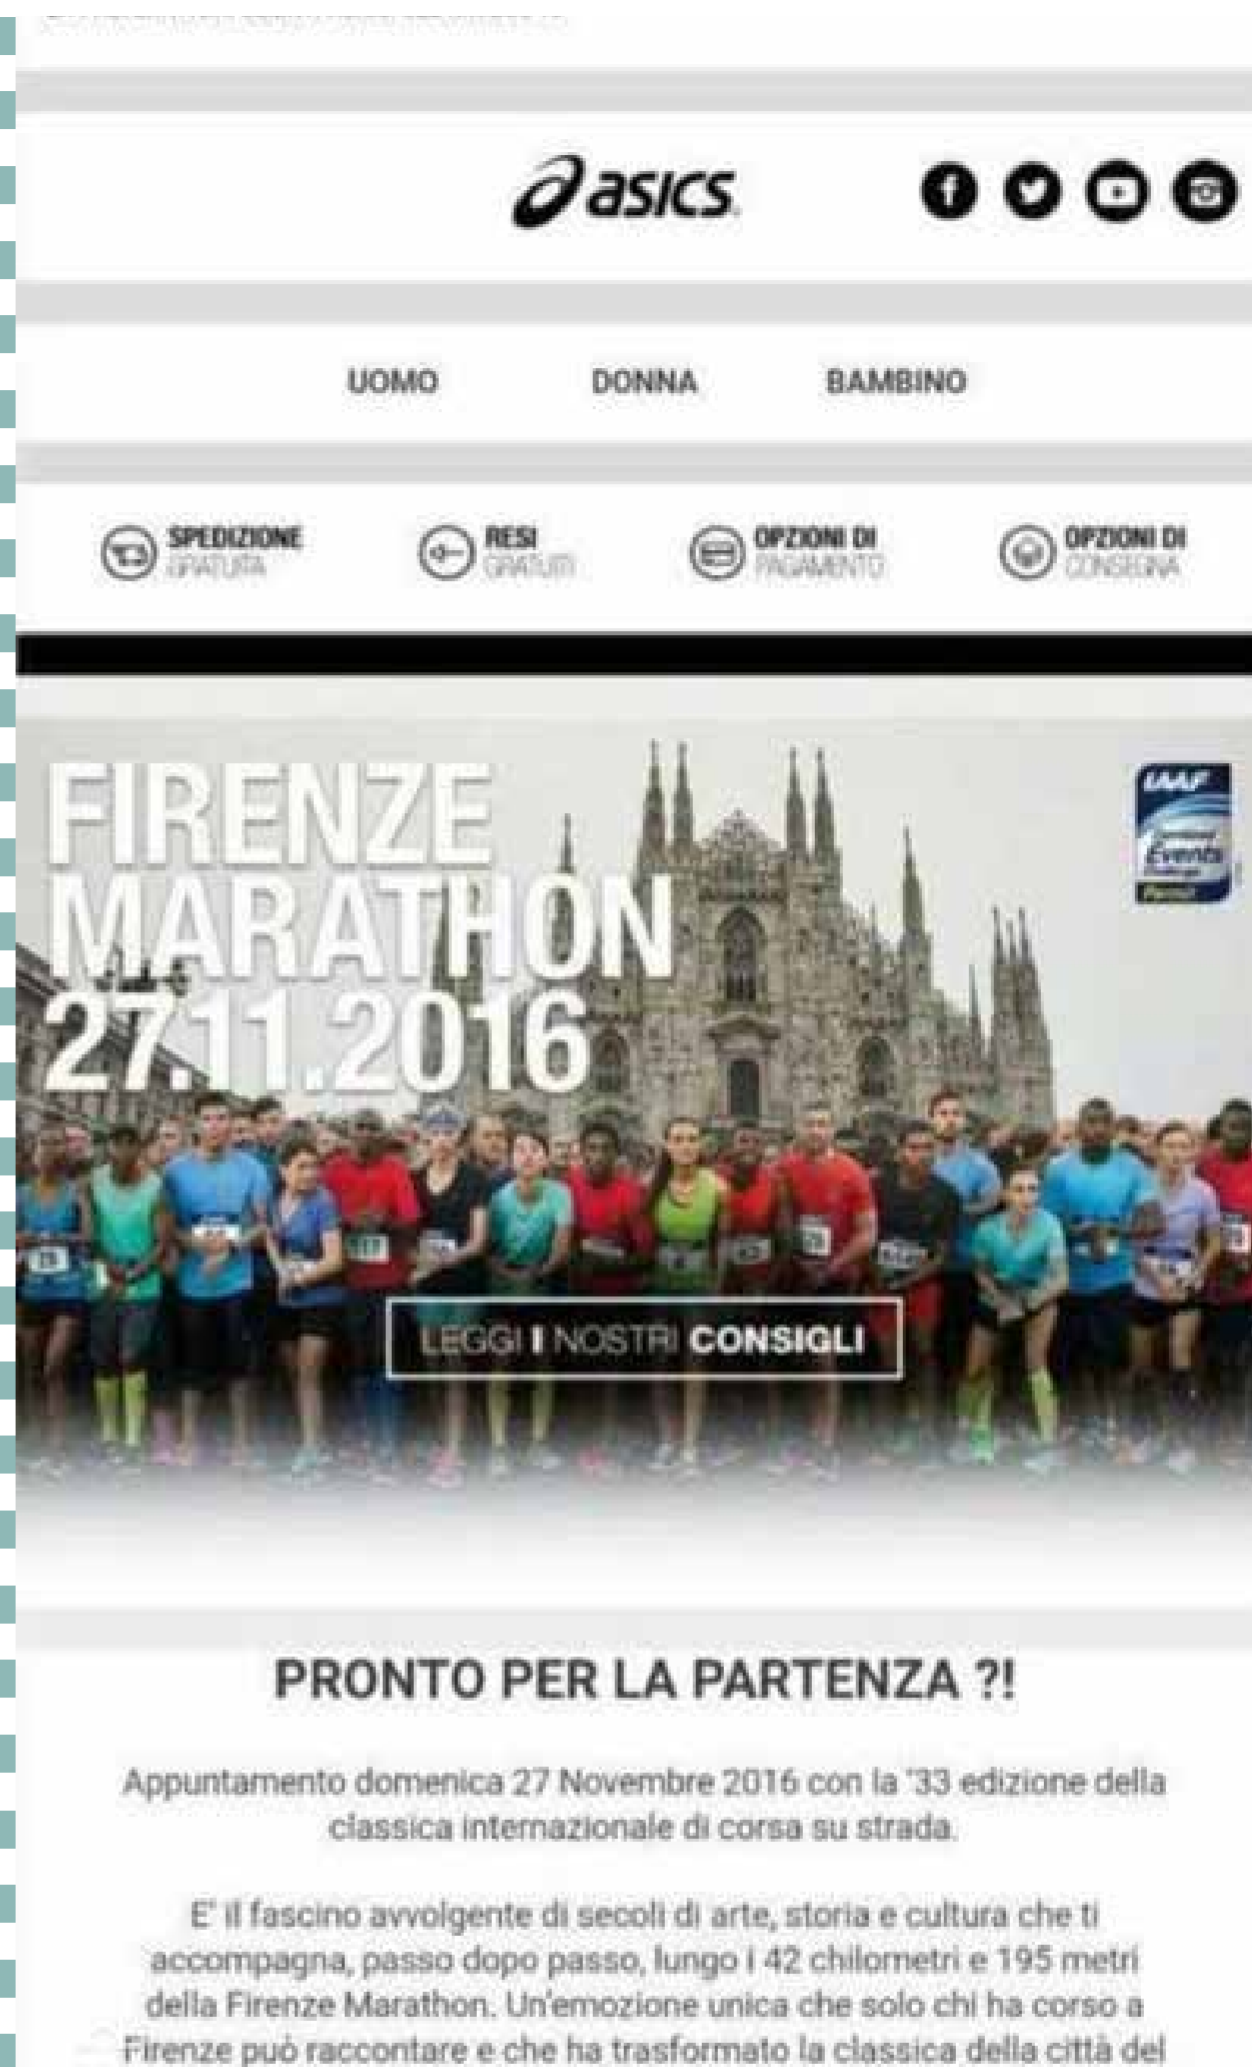 asics
UOMO DONNA BAMBINO
SPEDIZIONE RESI OPZIONI DI OPZIONI DI
GRATUITA GRATUITI PAGAMENTO CONSEGNA
FIRENZE
MARATHON
27.11.2016
IAAF
Events
LEGGI I NOSTRI CONSIGLI
PRONTO PER LA PARTENZA ?!
Appuntamento domenica 27 Novembre 2016 con la '33 edizione della
classica internazionale di corsa su strada.
E' il fascino avvolgente di secoli di arte, storia e cultura che ti
accompagna, passo dopo passo, lungo i 42 chilometri e 195 metri
della Firenze Marathon. Un'emozione unica che solo chi ha corso a
Firenze può raccontare e che ha trasformato la classica della città del